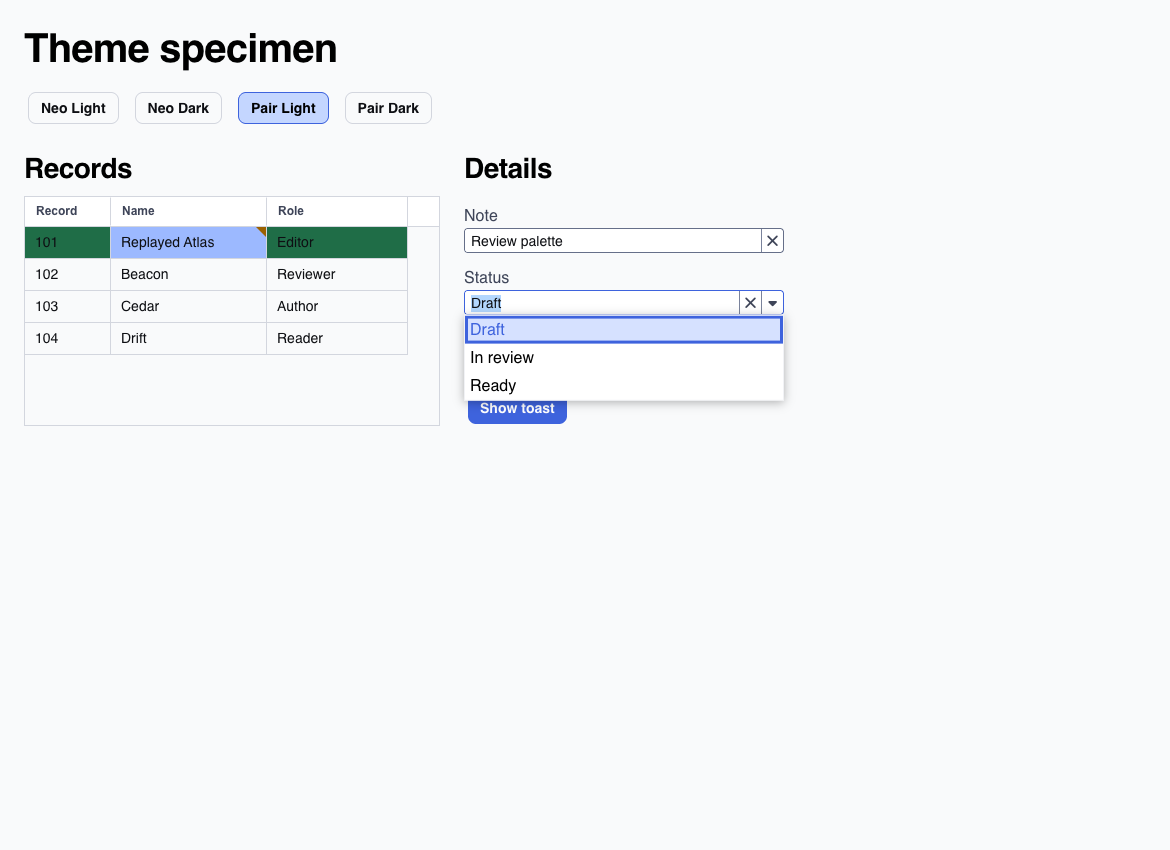 Theme specimen
Neo Light Neo Dark Pair Light Pair Dark
Records
Record Name Role
101 Replayed Atlas Editor
102 Beacon Reviewer
103 Cedar Author
104 Drift Reader
Details
Note
Review palette
Status
Draft
Draft
In review
Ready
Show toast